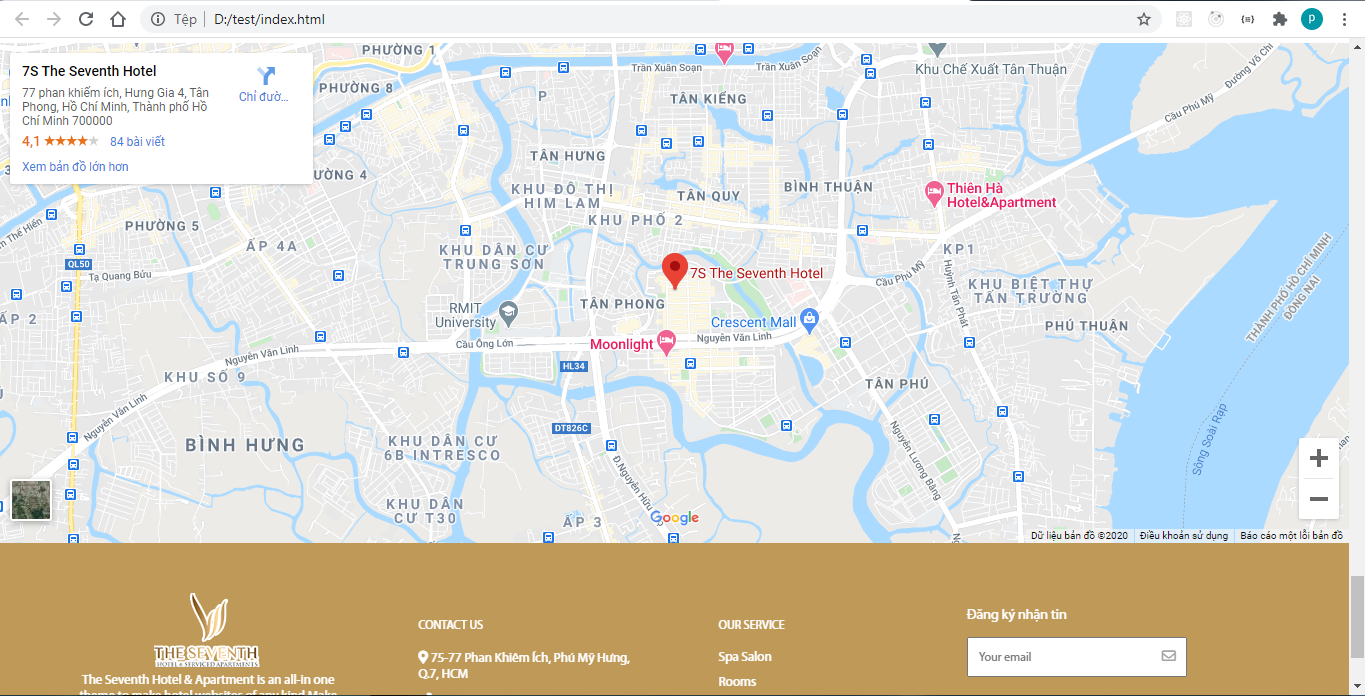 Tệp
D:/test/index.html
P
7S The Seventh Hotel
77 phan khiêm ích, Hưng Gia 4, Tân
Phong, Hồ Chí Minh, Thành phố Hồ
Chí Minh 700000
4,1
84 bài viết
Xem bản đồ lớn hơn
Chỉ đườ...
PHƯỜNG 1
PHƯỜNG 8
Trần Xuân Soạn
Trần Xuân Soạn
Khu Chế Xuất Tân Thuận
Đường Võ Chí
Cầu Phú Mỹ
TÂN KIỂNG
P
TÂN HƯNG
KHU ĐÔ THỊ
HIM LAM
BÌNH THUẬN
TÂN QUY
Thiên Hà
Hotel&Apartment
KHU PHỐ 2
PHƯỜNG 5
ẤP 4A
KHU DÂN CƯ
TRUNG SƠN
KP1
QL50
Tạ Quang Bửu
7S The Seventh Hotel
Cầu Phú Mỹ
Huỳnh Tấn Phát
KHU BIỆT THỰ
TẤN TRƯỜNG
THÀNH PHỐ HỒ CHÍ MINH
ĐỒNG NAI
TÂN PHONG
RMIT
University
Crescent Mall
ẤP 2
PHÚ THUẬN
Cầu Ông Lớn
Moonlight
Nguyễn Văn Linh
Nguyễn Văn Linh
HL34
KHU SỐ 9
TÂN PHÚ
Nguyễn Văn Linh
DT826C
BÌNH HƯNG
KHU DÂN CƯ
6B INTRESCO
Nguyễn Lương Bằng
Sông Soài Rạp
Đ.Nguyễn Hữu
KHU DÂN
CƯ T30
ẤP 3
Google
Dữ liệu bản đồ ©2020
Điều khoản sử dụng
Báo cáo một lỗi bản đồ
THE SEVENTH
HOTEL & SERVICED APARTMENTS
The Seventh Hotel & Apartment is an all-in one
theme to make hotel websites of any kind.Make
CONTACT US
75-77 Phan Khiêm Ích, Phú Mỹ Hưng,
Q.7, HCM
OUR SERVICE
Spa Salon
Rooms
Đăng ký nhận tin
Your email